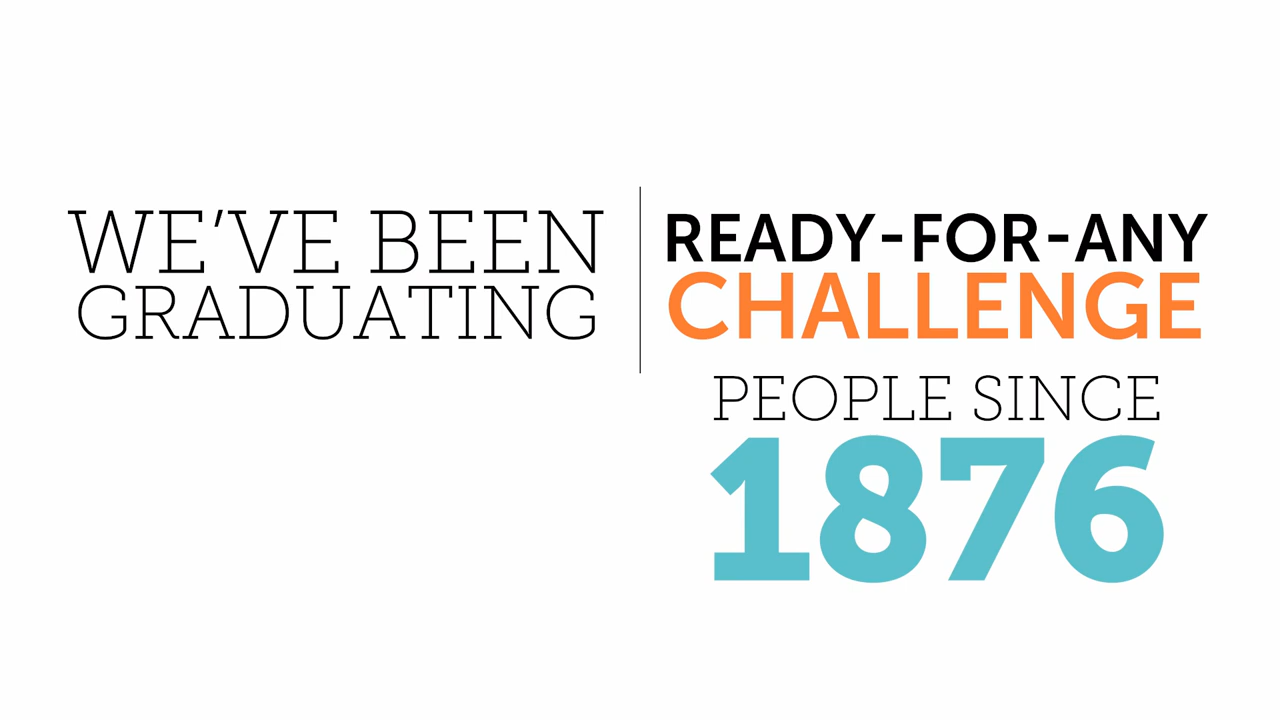 WE'VE BEEN
GRADUATING
READY-FOR-ANY
CHALLENGE
PEOPLE SINCE
1876